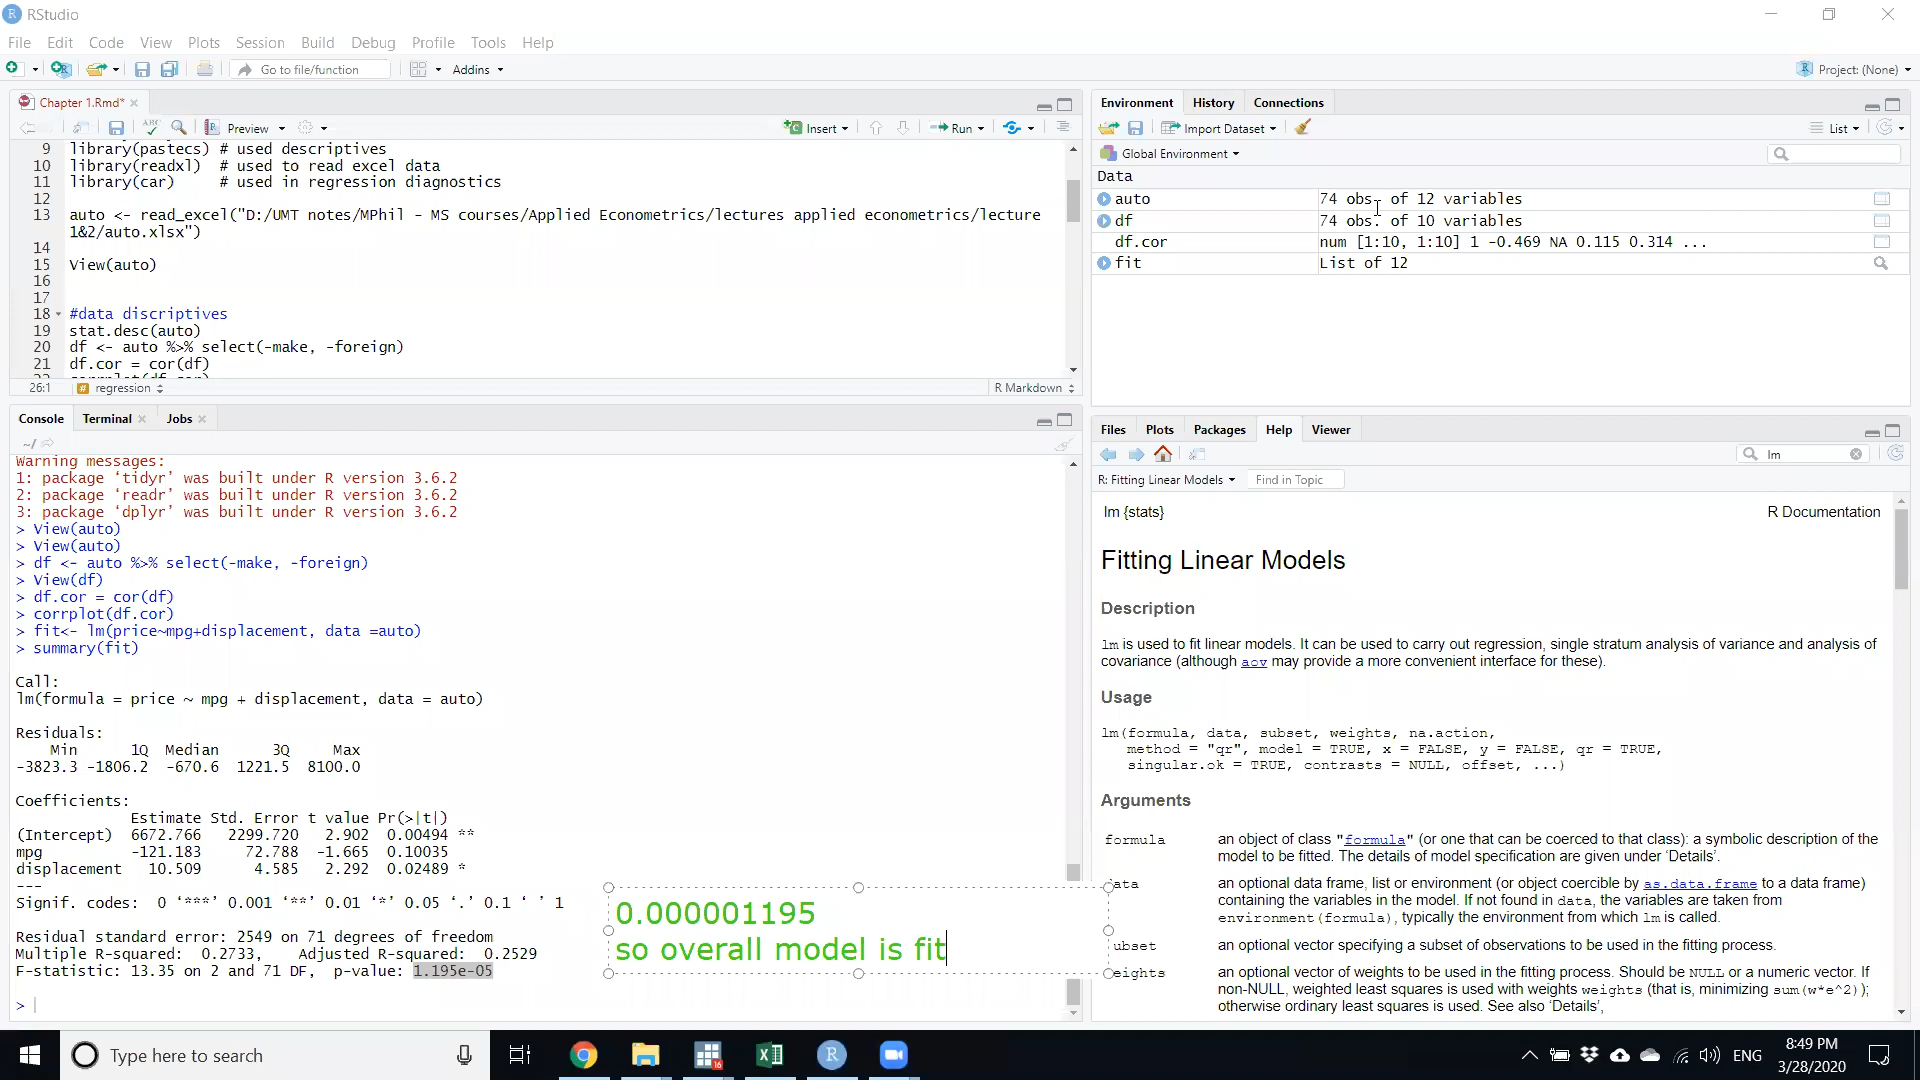 RStudio
File Edit Code View Plots Session Build Debug Profile Tools Help
Go to file/function Addins Project: (None)
Chapter 1.Rmd*
ABC Preview Insert Run
9 library(pastecs) # used descriptives
10 library(readxl) # used to read excel data
11 library(car) # used in regression diagnostics
12
13 auto <- read_excel("D:/UMT notes/MPhil - MS courses/Applied Econometrics/lectures applied econometrics/lecture
1&2/auto.xlsx")
14
15 View(auto)
16
17
18 #data discriptives
19 stat.desc(auto)
20 df <- auto %>% select(-make, -foreign)
21 df.cor = cor(df)
22 corrplot(df.cor)
26:1 # regression R Markdown
Console Terminal Jobs
~/
Warning messages:
1: package ‘tidyr’ was built under R version 3.6.2
2: package ‘readr’ was built under R version 3.6.2
3: package ‘dplyr’ was built under R version 3.6.2
> View(auto)
> View(auto)
> df <- auto %>% select(-make, -foreign)
> View(df)
> df.cor = cor(df)
> corrplot(df.cor)
> fit<- lm(price~mpg+displacement, data =auto)
> summary(fit)
Call:
lm(formula = price ~ mpg + displacement, data = auto)
Residuals:
Min 1Q Median 3Q Max
-3823.3 -1806.2 -670.6 1221.5 8100.0
Coefficients:
Estimate Std. Error t value Pr(>|t|)
(Intercept) 6672.766 2299.720 2.902 0.00494 **
mpg -121.183 72.788 -1.665 0.10035
displacement 10.509 4.585 2.292 0.02489 *
---
Signif. codes: 0 ‘***’ 0.001 ‘**’ 0.01 ‘*’ 0.05 ‘.’ 0.1 ‘ ’ 1
Residual standard error: 2549 on 71 degrees of freedom
Multiple R-squared: 0.2733, Adjusted R-squared: 0.2529
F-statistic: 13.35 on 2 and 71 DF, p-value: 1.195e-05
>
0.000001195
so overall model is fit
Environment History Connections
Import Dataset List
Global Environment
Data
auto 74 obs. of 12 variables
df 74 obs. of 10 variables
df.cor num [1:10, 1:10] 1 -0.469 NA 0.115 0.314 ...
fit List of 12
Files Plots Packages Help Viewer
lm
R: Fitting Linear Models Find in Topic
lm {stats} R Documentation
Fitting Linear Models
Description
lm is used to fit linear models. It can be used to carry out regression, single stratum analysis of variance and analysis of
covariance (although aov may provide a more convenient interface for these).
Usage
lm(formula, data, subset, weights, na.action,
method = "qr", model = TRUE, x = FALSE, y = FALSE, qr = TRUE,
singular.ok = TRUE, contrasts = NULL, offset, ...)
Arguments
formula an object of class "formula" (or one that can be coerced to that class): a symbolic description of the
model to be fitted. The details of model specification are given under ‘Details’.
data an optional data frame, list or environment (or object coercible by as.data.frame to a data frame)
containing the variables in the model. If not found in data, the variables are taken from
environment(formula), typically the environment from which lm is called.
ubset an optional vector specifying a subset of observations to be used in the fitting process.
eights an optional vector of weights to be used in the fitting process. Should be NULL or a numeric vector. If
non-NULL, weighted least squares is used with weights weights (that is, minimizing sum(w*e^2));
otherwise ordinary least squares is used. See also ‘Details’,
Type here to search
16
R
ENG
8:49 PM
3/28/2020